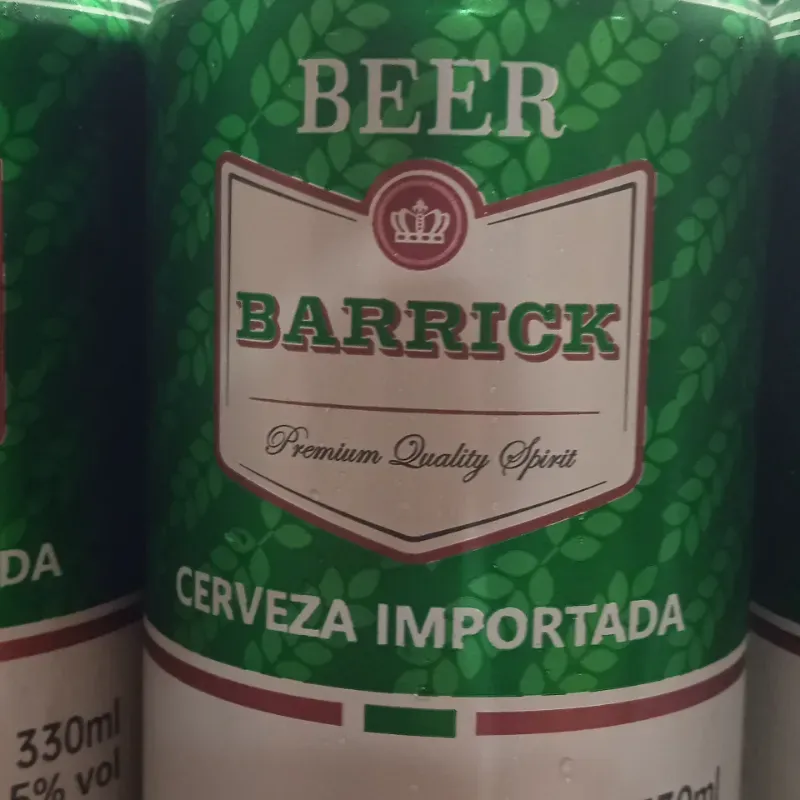 BEER
BARRICK
Premium Quality Spirit
CERVEZA IMPORTADA
DA
330ml
5% vol